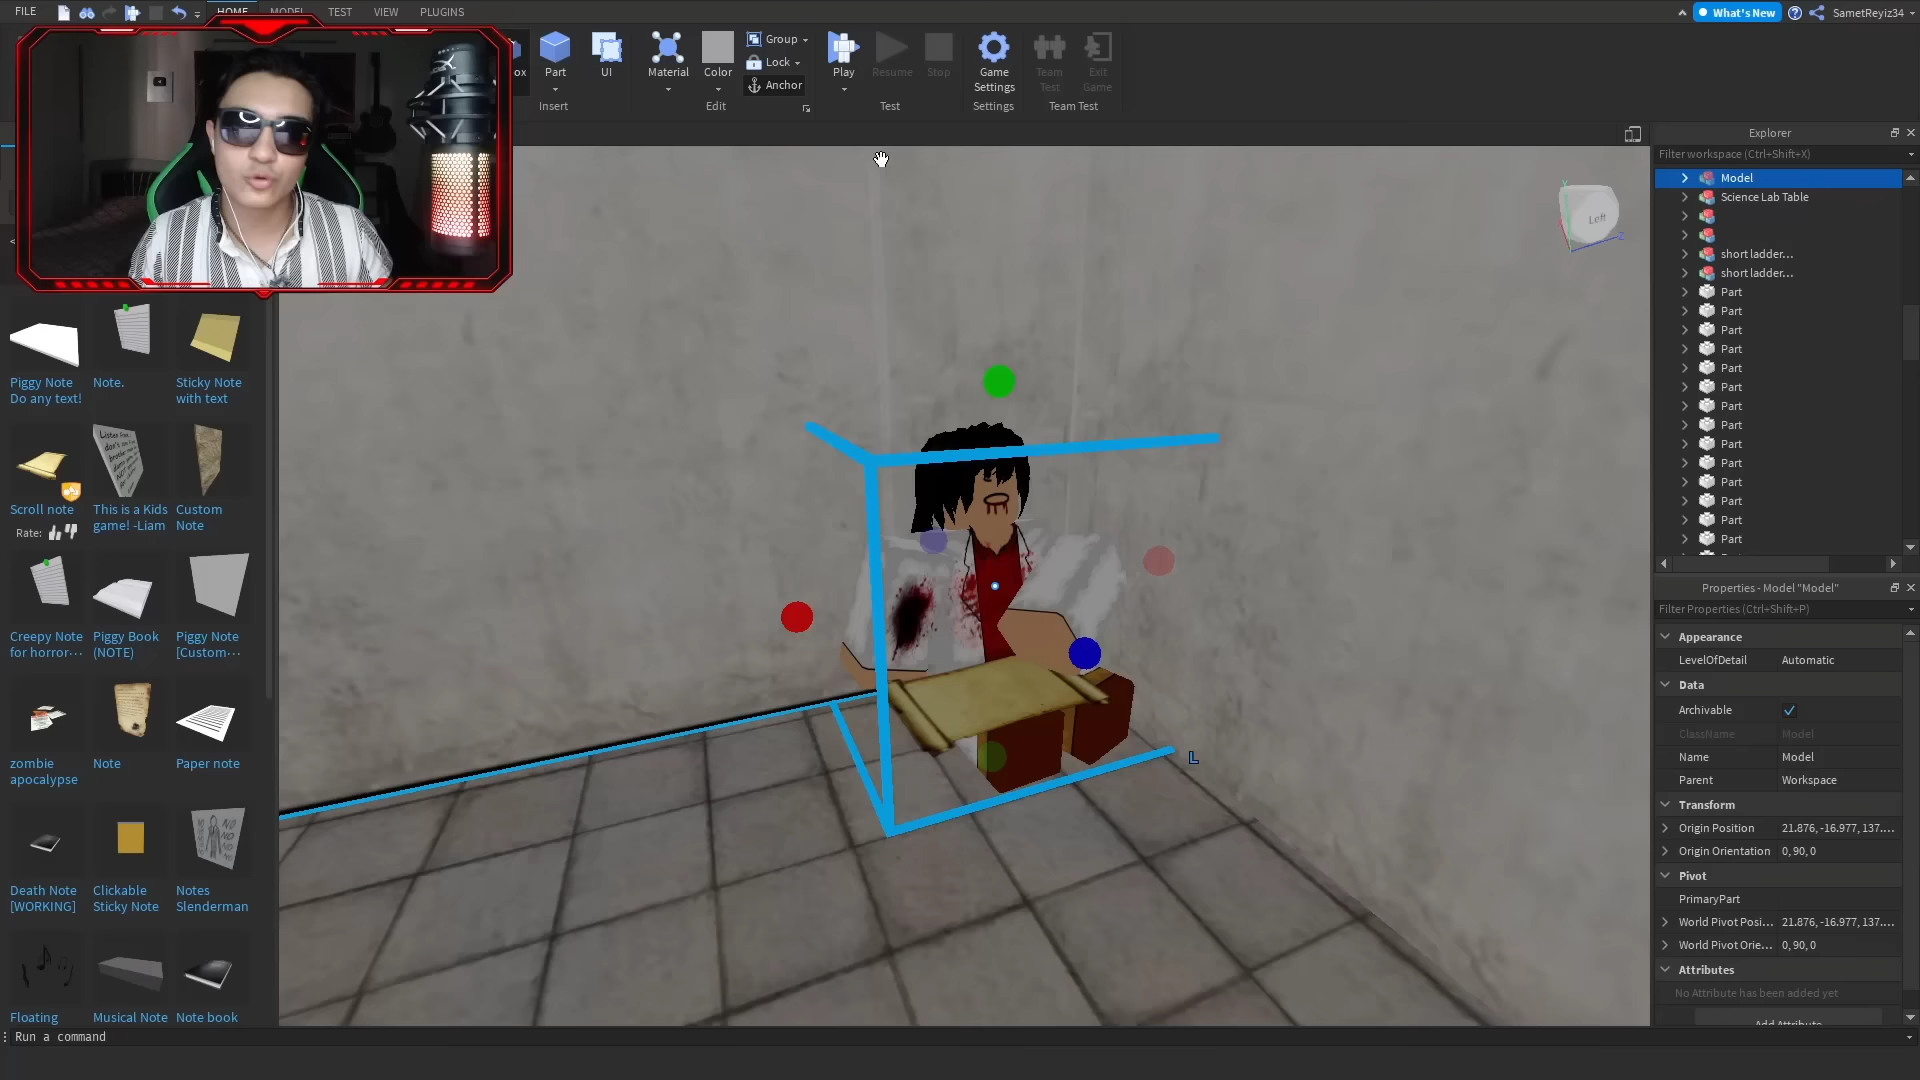 FILE
HOME
MODEL
TEST
VIEW
PLUGINS
What's New
SametReyiz34
ox
Part
UI
Insert
Material
Color
Group
Lock
Anchor
Edit
Play
Resume
Stop
Test
Game
Settings
Settings
Team
Test
Exit
Game
Team Test
Piggy Note
Do any text!
Note.
Sticky Note
with text
Scroll note
Rate:
This is a Kids
game! -Liam
Custom
Note
Creepy Note
for horror...
Piggy Book
(NOTE)
Piggy Note
[Custom...
zombie
apocalypse
Note
Paper note
Death Note
[WORKING]
Clickable
Sticky Note
Notes
Slenderman
Floating
Musical Note
Note book
Left
L
Explorer
Filter workspace (Ctrl+Shift+X)
Model
Science Lab Table
short ladder...
short ladder...
Part
Part
Part
Part
Part
Part
Part
Part
Part
Part
Part
Part
Part
Part
Properties - Model "Model"
Filter Properties (Ctrl+Shift+P)
Appearance
LevelOfDetail Automatic
Data
Archivable
ClassName Model
Name Model
Parent Workspace
Transform
Origin Position 21.876, -16.977, 137....
Origin Orientation 0, 90, 0
Pivot
PrimaryPart
World Pivot Posi... 21.876, -16.977, 137....
World Pivot Orie... 0, 90, 0
Attributes
No Attribute has been added yet
Add Attribute
Run a command